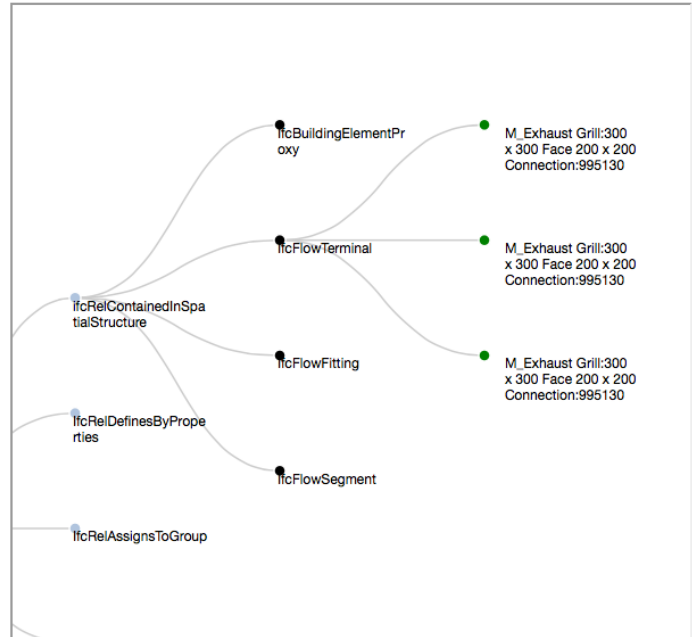 IfcBuildingElementPr
oxy
M_Exhaust Grill:300
x 300 Face 200 x 200
Connection:995130
IfcFlowTerminal
M_Exhaust Grill:300
x 300 Face 200 x 200
Connection:995130
IfcRelContainedInSpa
tialStructure
IfcFlowFitting
M_Exhaust Grill:300
x 300 Face 200 x 200
Connection:995130
IfcRelDefinesByPrope
rties
IfcFlowSegment
IfcRelAssignsToGroup